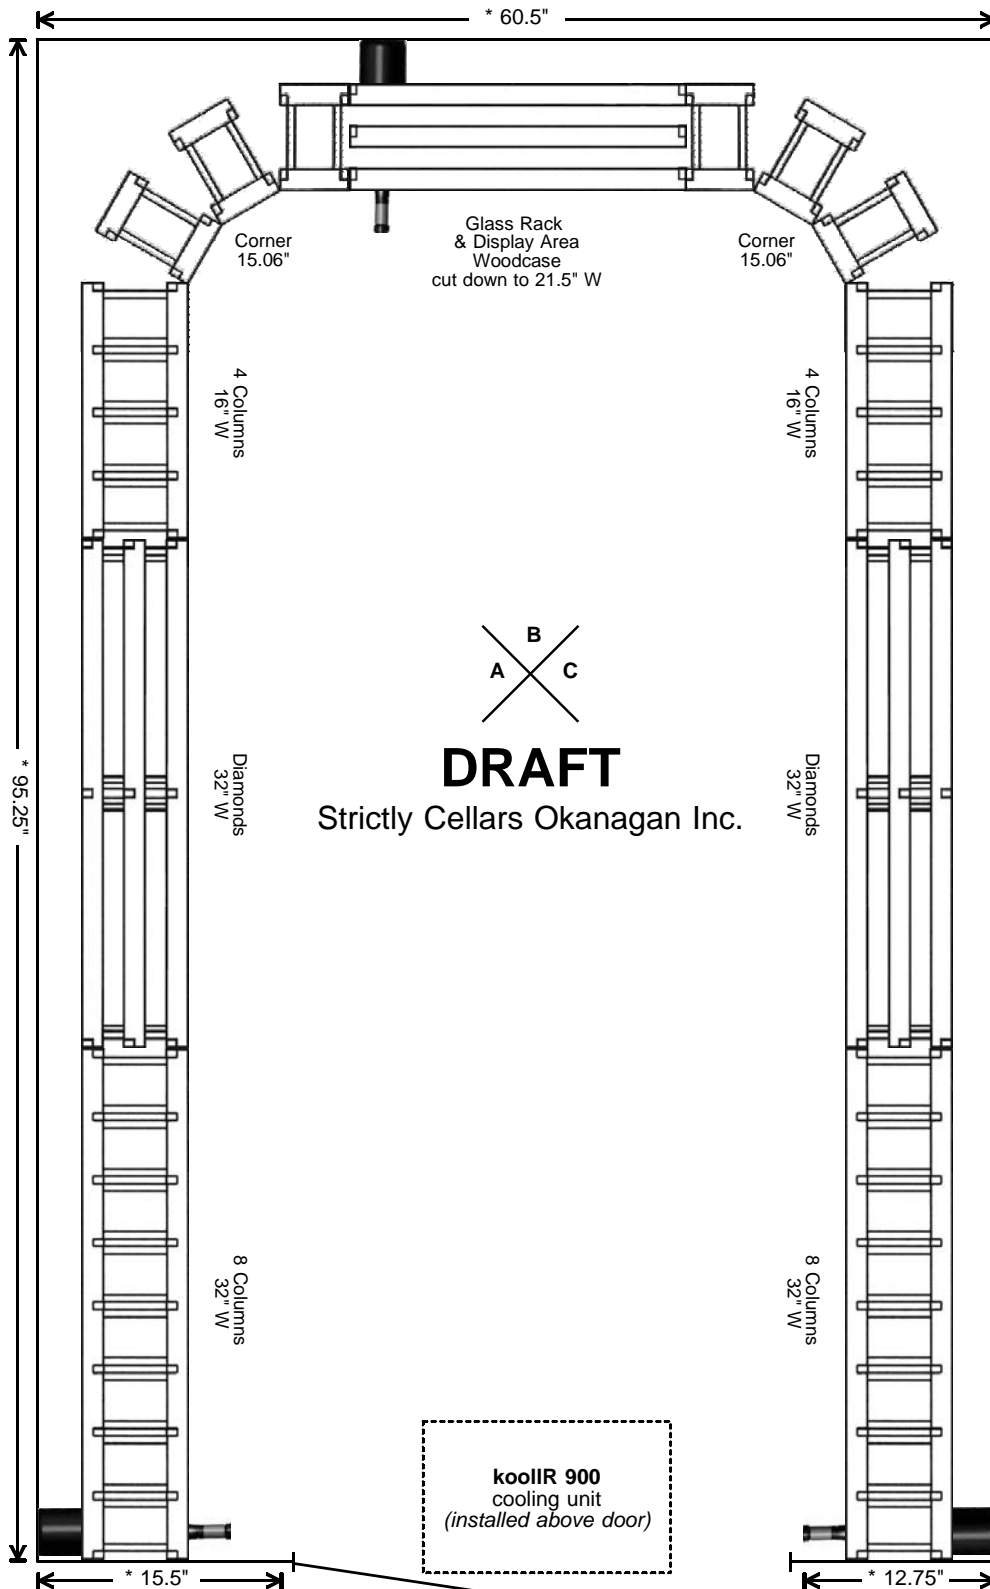 * 60.5"
Glass Rack
& Display Area
Woodcase
cut down to 21.5" W
Corner
15.06"
Corner
15.06"
4 Columns
16" W
4 Columns
16" W
B
A
C
DRAFT
Strictly Cellars Okanagan Inc.
* 95.25"
Diamonds
32" W
Diamonds
32" W
8 Columns
32" W
8 Columns
32" W
koolIR 900
cooling unit
(installed above door)
* 15.5"
* 12.75"